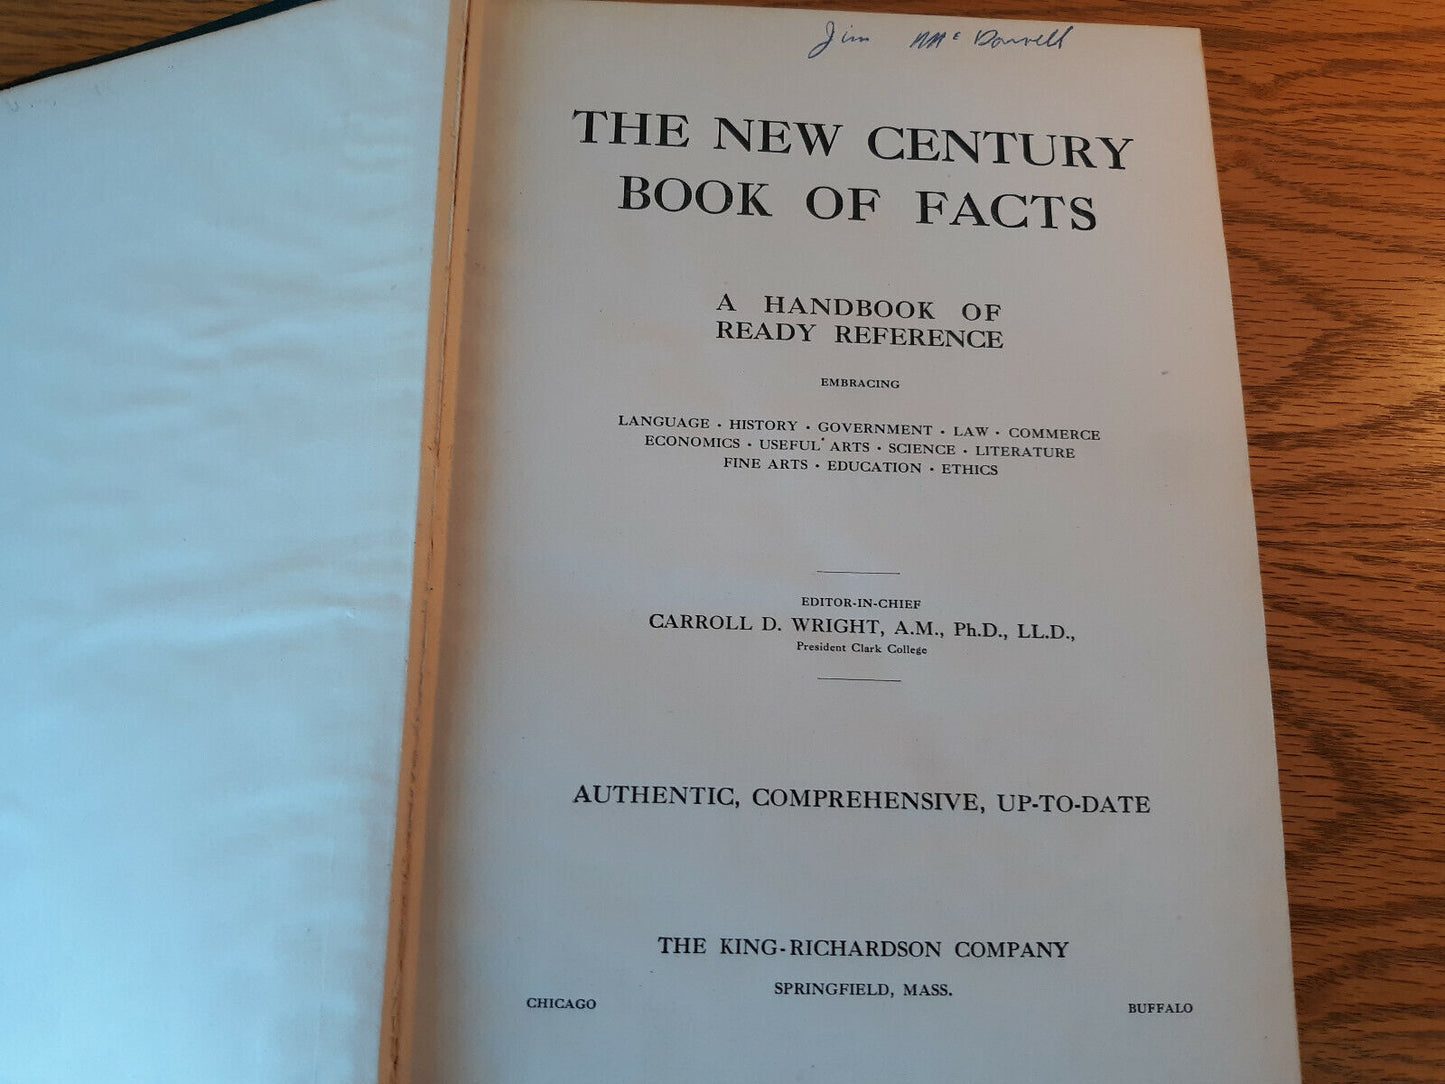 Jim McDowell
THE NEW CENTURY
BOOK OF FACTS
A HANDBOOK OF
READY REFERENCE
EMBRACING
LANGUAGE · HISTORY · GOVERNMENT · LAW · COMMERCE
ECONOMICS · USEFUL ARTS · SCIENCE · LITERATURE
FINE ARTS · EDUCATION · ETHICS
EDITOR-IN-CHIEF
CARROLL D. WRIGHT, A.M., Ph.D., LL.D.,
President Clark College
AUTHENTIC, COMPREHENSIVE, UP-TO-DATE
THE KING-RICHARDSON COMPANY
SPRINGFIELD, MASS.
CHICAGO BUFFALO